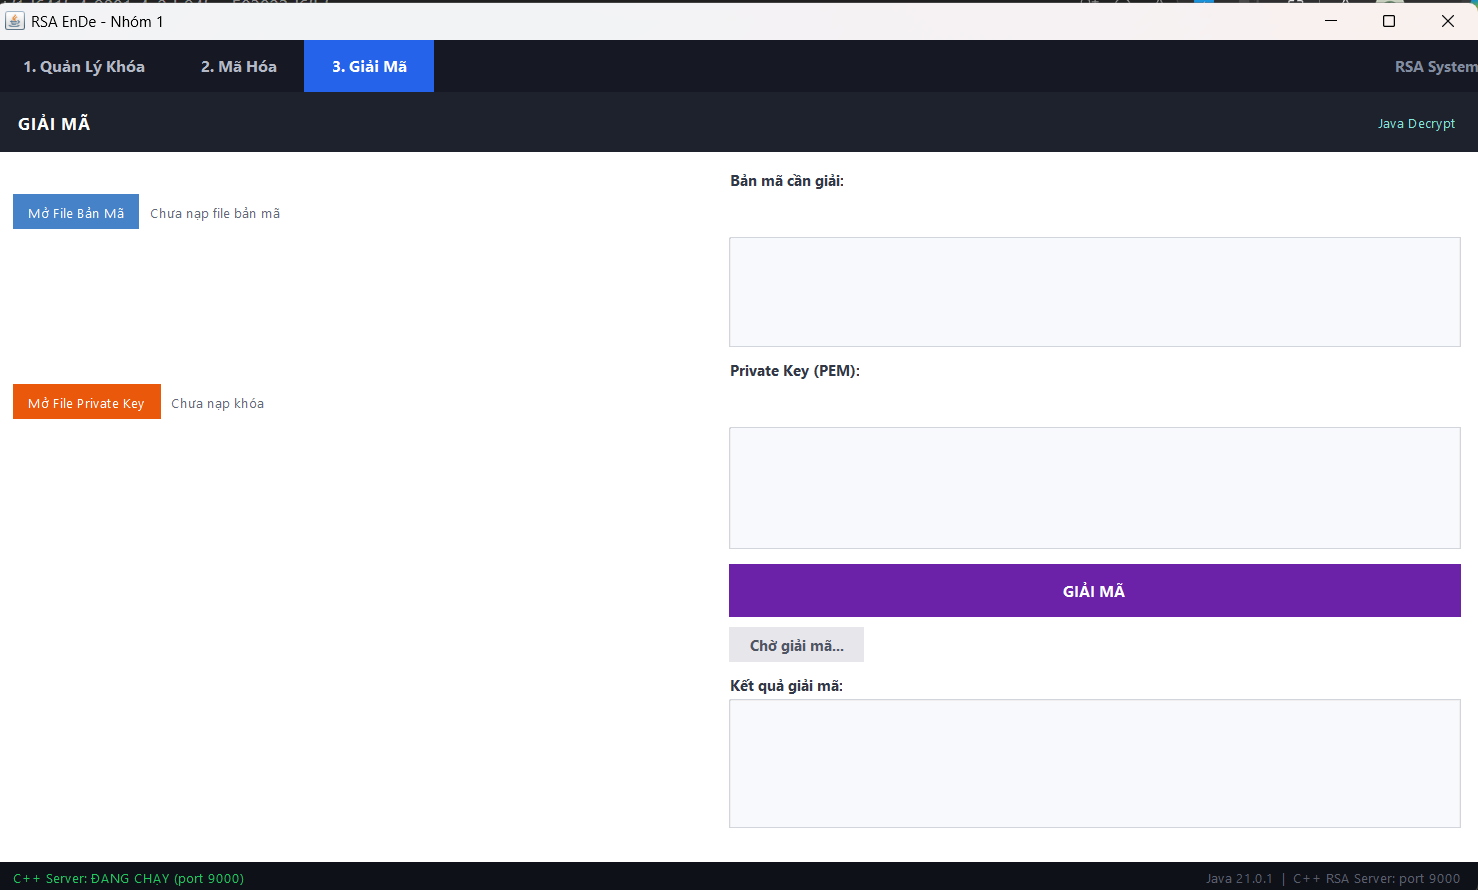 RSA EnDe - Nhóm 1
1. Quản Lý Khóa 2. Mã Hóa 3. Giải Mã RSA System
GIẢI MÃ Java Decrypt
Bản mã cần giải:
Mở File Bản Mã Chưa nạp file bản mã
Private Key (PEM):
Mở File Private Key Chưa nạp khóa
GIẢI MÃ
Chờ giải mã...
Kết quả giải mã:
C++ Server: ĐANG CHẠY (port 9000) Java 21.0.1 | C++ RSA Server: port 9000